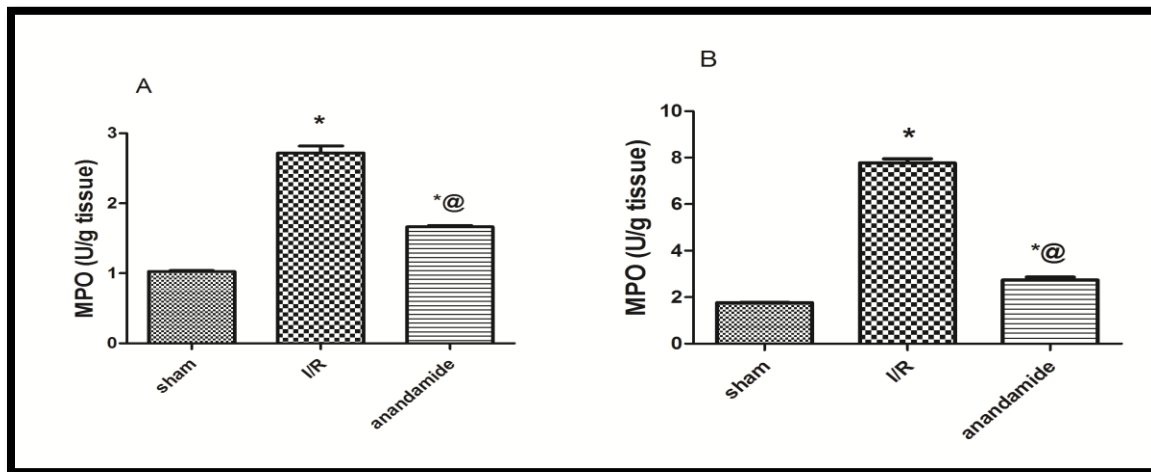 A
MPO (U/g tissue)
3
2
1
0
*
*@
sham
I/R
anandamide
B
MPO (U/g tissue)
10
8
6
4
2
0
*
*@
sham
I/R
anandamide